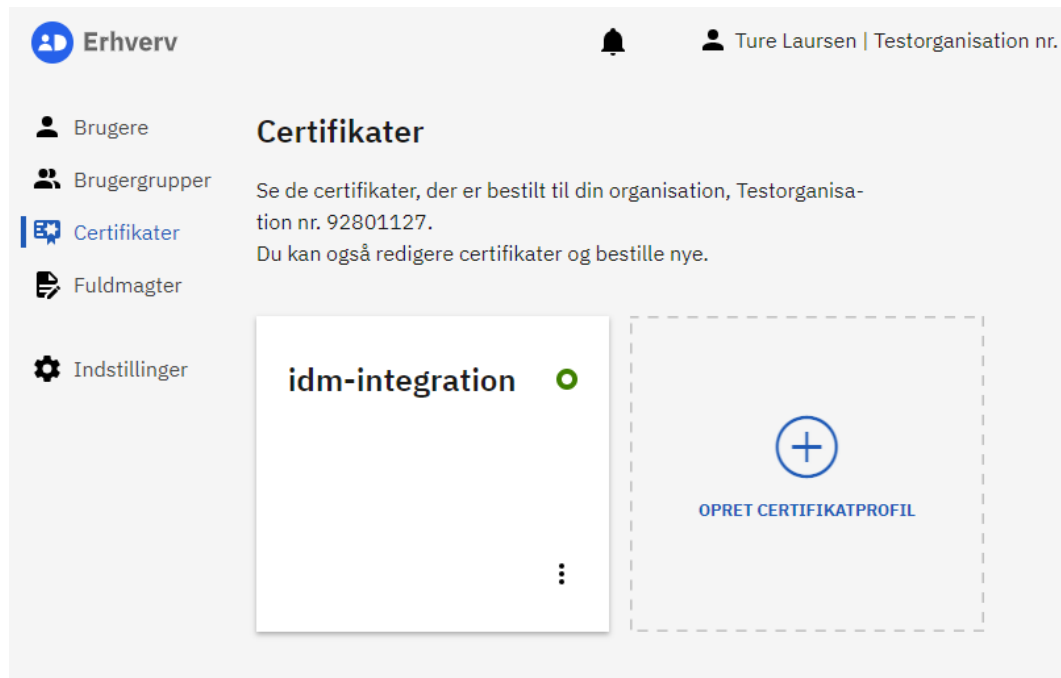 Erhverv
Ture Laursen | Testorganisation nr.
Brugere
Brugergrupper
Certifikater
Fuldmagter
Indstillinger
Certifikater
Se de certifikater, der er bestilt til din organisation, Testorganisa-
tion nr. 92801127.
Du kan også redigere certifikater og bestille nye.
idm-integration
OPRET CERTIFIKATPROFIL